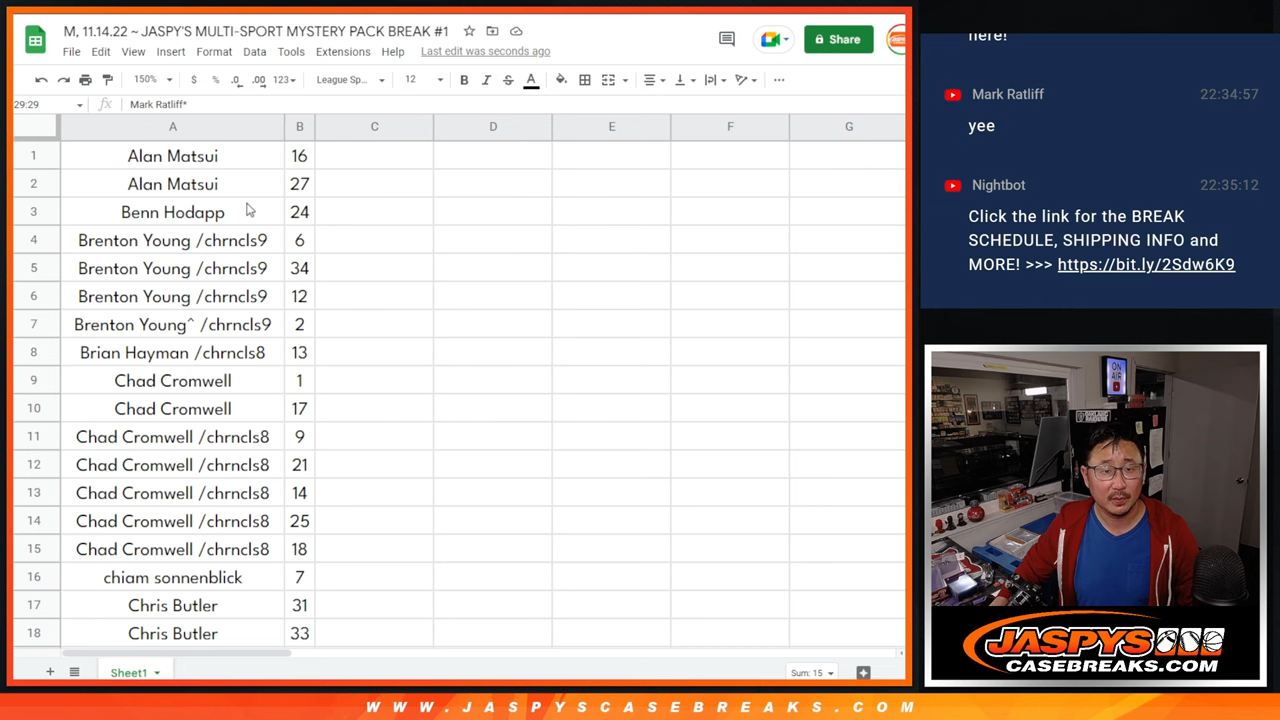 M, 11.14.22 ~ JASPY'S MULTI-SPORT MYSTERY PACK BREAK #1
File Edit View Insert Format Data Tools Extensions Help Last edit was seconds ago
Share
150% $ % .0 .00 123 League Sp... 12 B I S A
29:29 fx Mark Ratliff*
A B C D E F G
1 Alan Matsui 16
2 Alan Matsui 27
3 Benn Hodapp 24
4 Brenton Young /chrncls9 6
5 Brenton Young /chrncls9 34
6 Brenton Young /chrncls9 12
7 Brenton Young^ /chrncls9 2
8 Brian Hayman /chrncls8 13
9 Chad Cromwell 1
10 Chad Cromwell 17
11 Chad Cromwell /chrncls8 9
12 Chad Cromwell /chrncls8 21
13 Chad Cromwell /chrncls8 14
14 Chad Cromwell /chrncls8 25
15 Chad Cromwell /chrncls8 18
16 chiam sonnenblick 7
17 Chris Butler 31
18 Chris Butler 33
Sheet1
Sum: 15
here!
Mark Ratliff 22:34:57
yee
Nightbot 22:35:12
Click the link for the BREAK
SCHEDULE, SHIPPING INFO and
MORE! >>> https://bit.ly/2Sdw6K9
ON
AIR
JASPYS
CASEBREAKS.COM
WWW.JASPYSCASEBREAKS.COM